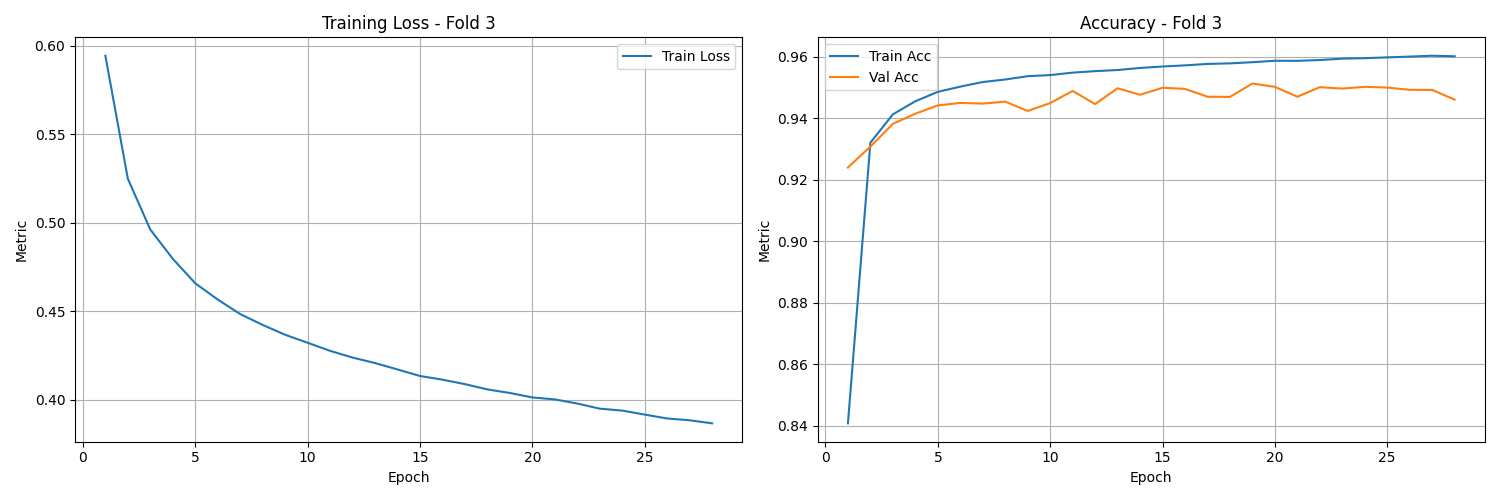 Training Loss - Fold 3
Train Loss
0.60
0.55
0.50
0.45
0.40
Metric
0
5
10
15
20
25
Epoch
Accuracy - Fold 3
Train Acc
Val Acc
0.96
0.94
0.92
0.90
0.88
0.86
0.84
Metric
0
5
10
15
20
25
Epoch